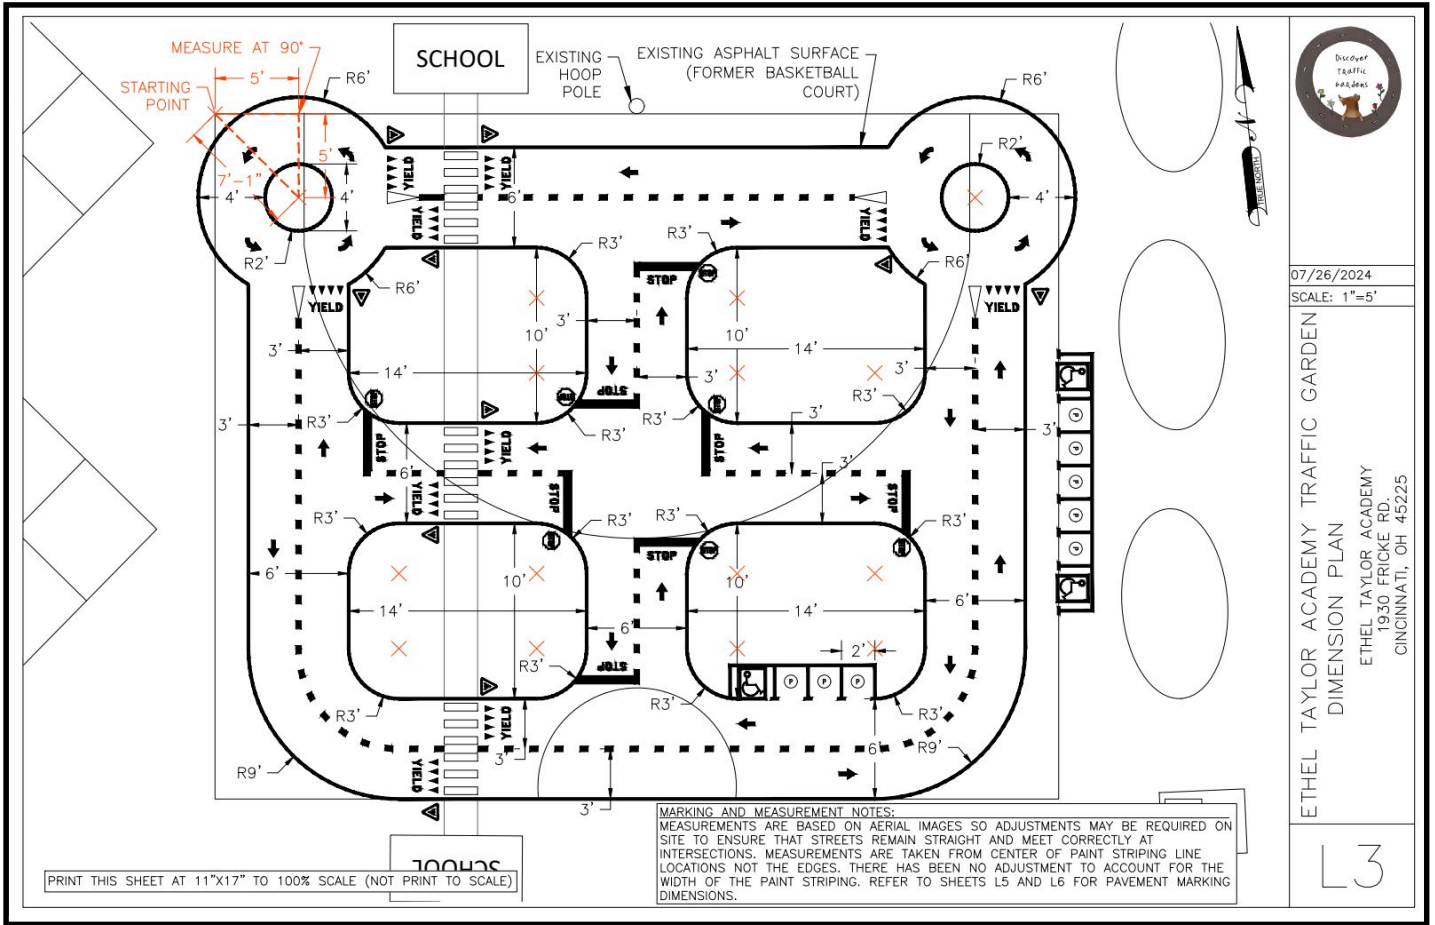 MEASURE AT 90°
5'
STARTING
POINT
R6'
SCHOOL
EXISTING
HOOP
POLE
EXISTING ASPHALT SURFACE
(FORMER BASKETBALL
COURT)
R6'
5'
7'-1"
4'
4'
R2'
R6'
YIELD
YIELD
YIELD
6'
YIELD
R2'
4'
R3'
R3'
R6'
STOP
STOP
YIELD
YIELD
3'
10'
3'
14'
STOP
STOP
STOP
10'
14'
3'
3'
3'
R3'
R3'
STOP
R3'
STOP
R3'
3'
3'
3'
STOP
YIELD
6'
YIELD
STOP
STOP
3'
STOP
R3'
R3'
R3'
R3'
STOP
STOP
STOP
STOP
6'
10'
14'
6'
10'
14'
6'
R3'
STOP
2'
P
P
P
P
P
P
P
P
R3'
R3'
R3'
YIELD
YIELD
3'
R9'
3'
6'
R9'
SCHOOL
PRINT THIS SHEET AT 11"X17" TO 100% SCALE (NOT PRINT TO SCALE)
MARKING AND MEASUREMENT NOTES:
MEASUREMENTS ARE BASED ON AERIAL IMAGES SO ADJUSTMENTS MAY BE REQUIRED ON
SITE TO ENSURE THAT STREETS REMAIN STRAIGHT AND MEET CORRECTLY AT
INTERSECTIONS. MEASUREMENTS ARE TAKEN FROM CENTER OF PAINT STRIPING LINE
LOCATIONS NOT THE EDGES. THERE HAS BEEN NO ADJUSTMENT TO ACCOUNT FOR THE
WIDTH OF THE PAINT STRIPING. REFER TO SHEETS L5 AND L6 FOR PAVEMENT MARKING
DIMENSIONS.
N
TRUE NORTH
Discover
Traffic
Gardens
07/26/2024
SCALE: 1"=5'
ETHEL TAYLOR ACADEMY TRAFFIC GARDEN
DIMENSION PLAN
ETHEL TAYLOR ACADEMY
1930 FRICKE RD.
CINCINNATI, OH 45225
L3